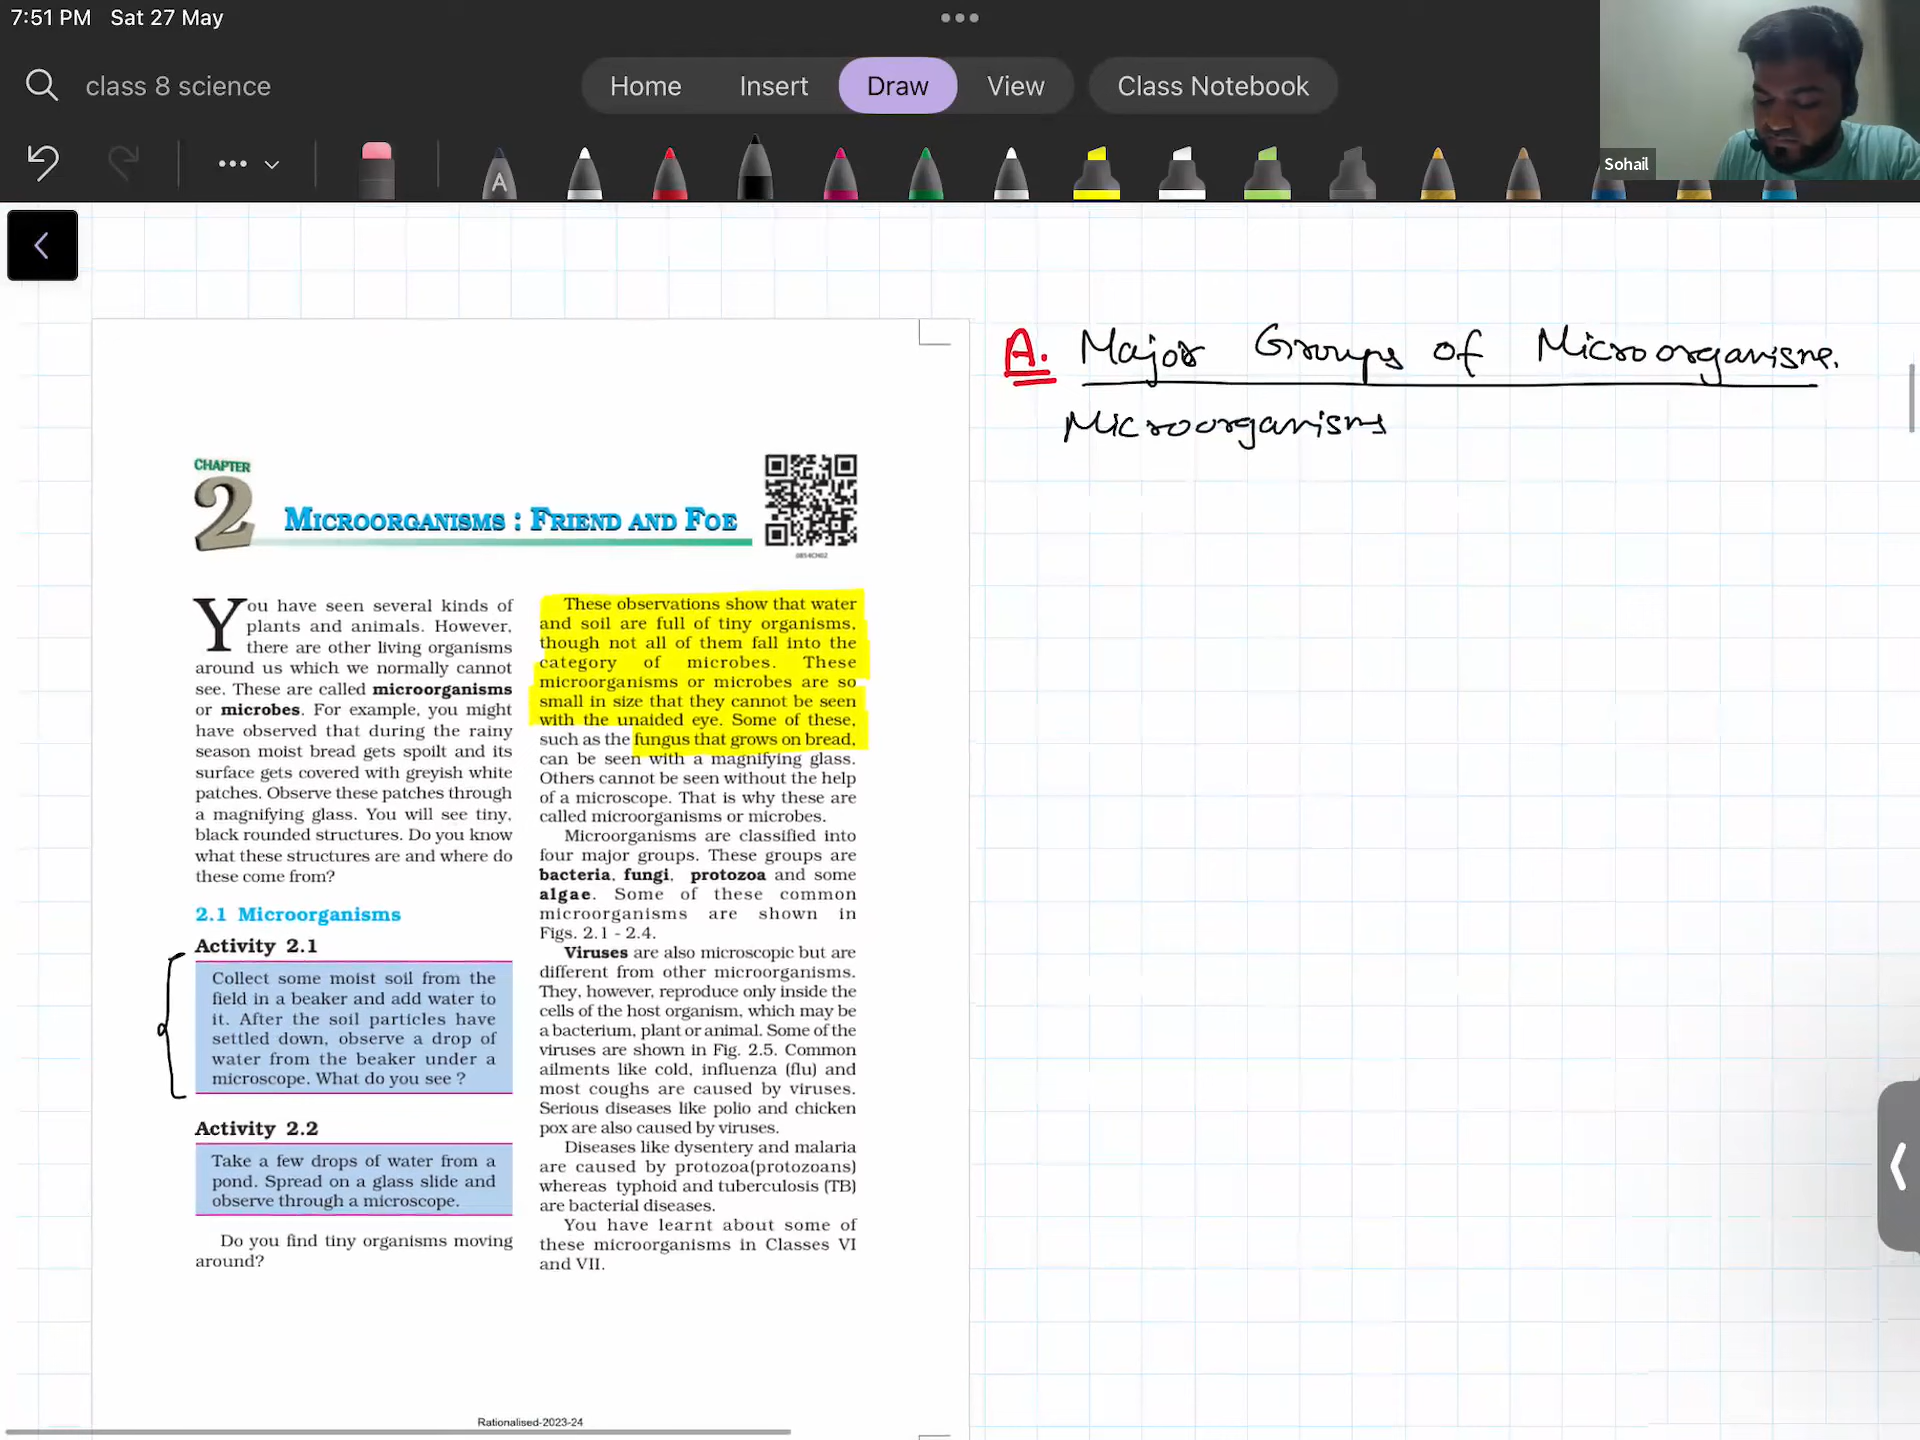 7:51 PM Sat 27 May
class 8 science
Home Insert Draw View Class Notebook
A
Sohail
A. Major Groups of Microorganisms.
Microorganisms
CHAPTER
2
MICROORGANISMS : FRIEND AND FOE
0854CH02
You have seen several kinds of
plants and animals. However,
there are other living organisms
around us which we normally cannot
see. These are called microorganisms
or microbes. For example, you might
have observed that during the rainy
season moist bread gets spoilt and its
surface gets covered with greyish white
patches. Observe these patches through
a magnifying glass. You will see tiny,
black rounded structures. Do you know
what these structures are and where do
these come from?
2.1 Microorganisms
Activity 2.1
Collect some moist soil from the
field in a beaker and add water to
it. After the soil particles have
settled down, observe a drop of
water from the beaker under a
microscope. What do you see ?
Activity 2.2
Take a few drops of water from a
pond. Spread on a glass slide and
observe through a microscope.
Do you find tiny organisms moving
around?
These observations show that water
and soil are full of tiny organisms,
though not all of them fall into the
category of microbes. These
microorganisms or microbes are so
small in size that they cannot be seen
with the unaided eye. Some of these,
such as the fungus that grows on bread,
can be seen with a magnifying glass.
Others cannot be seen without the help
of a microscope. That is why these are
called microorganisms or microbes.
Microorganisms are classified into
four major groups. These groups are
bacteria, fungi, protozoa and some
algae. Some of these common
microorganisms are shown in
Figs. 2.1 - 2.4.
Viruses are also microscopic but are
different from other microorganisms.
They, however, reproduce only inside the
cells of the host organism, which may be
a bacterium, plant or animal. Some of the
viruses are shown in Fig. 2.5. Common
ailments like cold, influenza (flu) and
most coughs are caused by viruses.
Serious diseases like polio and chicken
pox are also caused by viruses.
Diseases like dysentery and malaria
are caused by protozoa(protozoans)
whereas typhoid and tuberculosis (TB)
are bacterial diseases.
You have learnt about some of
these microorganisms in Classes VI
and VII.
Rationalised-2023-24